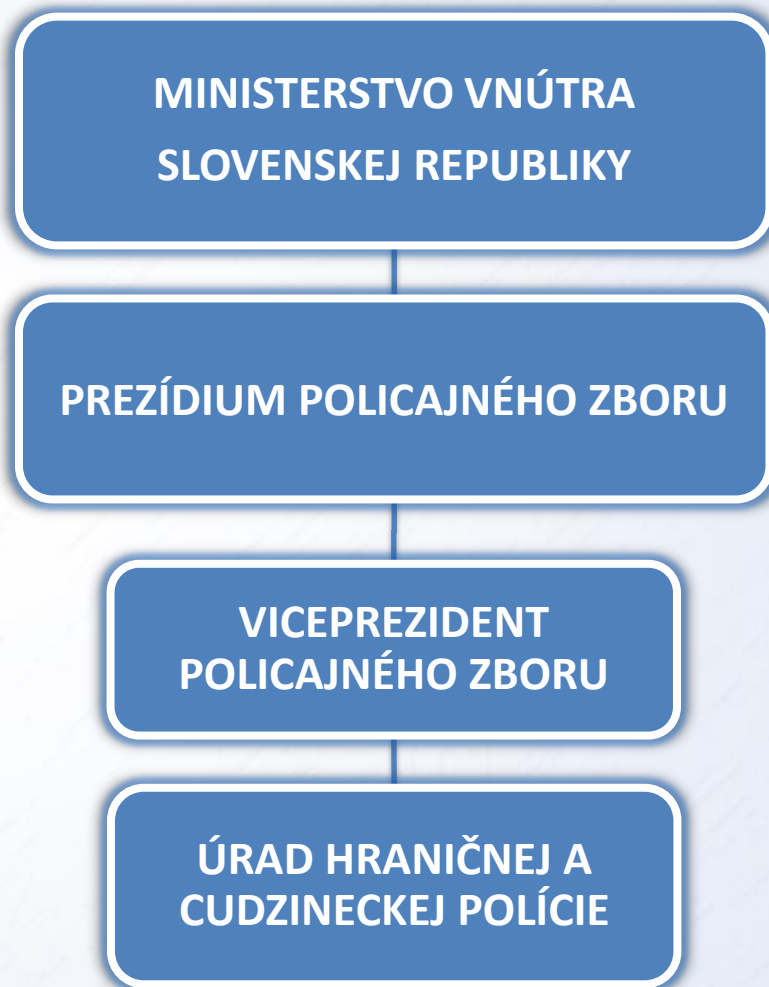 MINISTERSTVO VNÚTRA
SLOVENSKEJ REPUBLIKY
PREZÍDIUM POLICAJNÉHO ZBORU
VICEPREZIDENT
POLICAJNÉHO ZBORU
ÚRAD HRANIČNEJ A
CUDZINECKEJ POLÍCIE